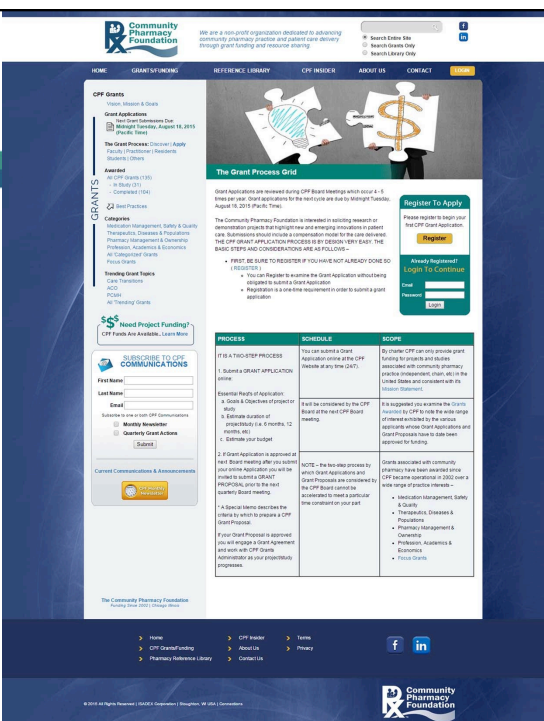 Community
Pharmacy
Foundation
We are a non-profit organization dedicated to advancing
community pharmacy practice and patient care delivery
through grant funding and resource sharing
Search Entire Site
Search Grants Only
Search Library Only
f
in
HOME
GRANTS/FUNDING
REFERENCE LIBRARY
CPF INSIDER
ABOUT US
CONTACT
LOGIN
GRANTS
CPF Grants
Vision, Mission & Goals
Grant Applications
Next Grant Submissions Due:
Midnight Tuesday, August 18, 2015
(Pacific Time)
The Grant Process: Discover | Apply
Faculty | Practitioner | Residents
Students | Others
Awarded
All CPF Grants (135)
- In Study (31)
- Completed (104)
Best Practices
Categories
Medication Management, Safety & Quality
Therapeutics, Diseases & Populations
Pharmacy Management & Ownership
Profession, Academics & Economics
All 'Categorized' Grants
Focus Grants
Trending Grant Topics
Care Transitions
ACO
PCMH
All 'Trending' Grants
$$$ Need Project Funding?
CPF Funds Are Available.. Learn More
SUBSCRIBE TO CPF
COMMUNICATIONS
First Name
Last Name
Email
Subscribe to one or both CPF Communications
Monthly Newsletter
Quarterly Grant Actions
Submit
Current Communications & Announcements
CPF Monthly
Newsletter
The Community Pharmacy Foundation
Funding Since 2002 | Chicago Illinois
The Grant Process Grid
Grant Applications are reviewed during CPF Board Meetings which occur 4 - 5
times per year. Grant applications for the next cycle are due by Midnight Tuesday,
August 18, 2015 (Pacific Time).
The Community Pharmacy Foundation is interested in soliciting research or
demonstration projects that highlight new and emerging innovations in patient
care. Submissions should include a compensation model for the care delivered.
THE CPF GRANT APPLICATION PROCESS IS BY DESIGN VERY EASY. THE
BASIC STEPS AND CONSIDERATIONS ARE AS FOLLOWS –
• FIRST, BE SURE TO REGISTER IF YOU HAVE NOT ALREADY DONE SO
( REGISTER )
• You can Register to examine the Grant Application without being
obligated to submit a Grant Application
• Registration is a one-time requirement in order to submit a grant
application
Register To Apply
Please register to begin your
first CPF Grant Application.
Register
Already Registered?
Login To Continue
Email
Password
Login
PROCESS
SCHEDULE
SCOPE
IT IS A TWO-STEP PROCESS
1. Submit a GRANT APPLICATION
online:
Essential Req'ts of Application:
a. Goals & Objectives of project or
study
b. Estimate duration of
project/study (i.e. 6 months, 12
months, etc)
c. Estimate your budget
2. If Grant Application is approved at
next Board meeting after you submit
your online Application you will be
invited to submit a GRANT
PROPOSAL, prior to the next
quarterly Board meeting.
* A Special Memo describes the
criteria by which to prepare a CPF
Grant Proposal.
If your Grant Proposal is approved
you will engage a Grant Agreement
and work with CPF Grants
Administrator as your project/study
progresses.
You can submit a Grant
Application online at the CPF
Website at any time (24/7).
It will be considered by the CPF
Board at the next CPF Board
meeting.
NOTE – the two-step process by
which Grant Applications and
Grant Proposals are considered by
the CPF Board cannot be
accelerated to meet a particular
time constraint on your part
By charter CPF can only provide grant
funding for projects and studies
associated with community pharmacy
practice (independent; chain, etc) in the
United States and consistent with its
Mission Statement.
It is suggested you examine the Grants
Awarded by CPF to note the wide range
of interest exhibited by the various
applicants whose Grant Applications and
Grant Proposals have to date been
approved for funding.
Grants associated with community
pharmacy have been awarded since
CPF became operational in 2002 over a
wide range of practice interests –
• Medication Management, Safety
& Quality
• Therapeutics, Diseases &
Populations
• Pharmacy Management &
Ownership
• Profession, Academics &
Economics
• Focus Grants
Home
CPF Grants/Funding
Pharmacy Reference Library
CPF Insider
About Us
Contact Us
Terms
Privacy
f
in
© 2015 All Rights Reserved | ISADEX Corporation | Stoughton, WI USA | Connections
Community
Pharmacy
Foundation